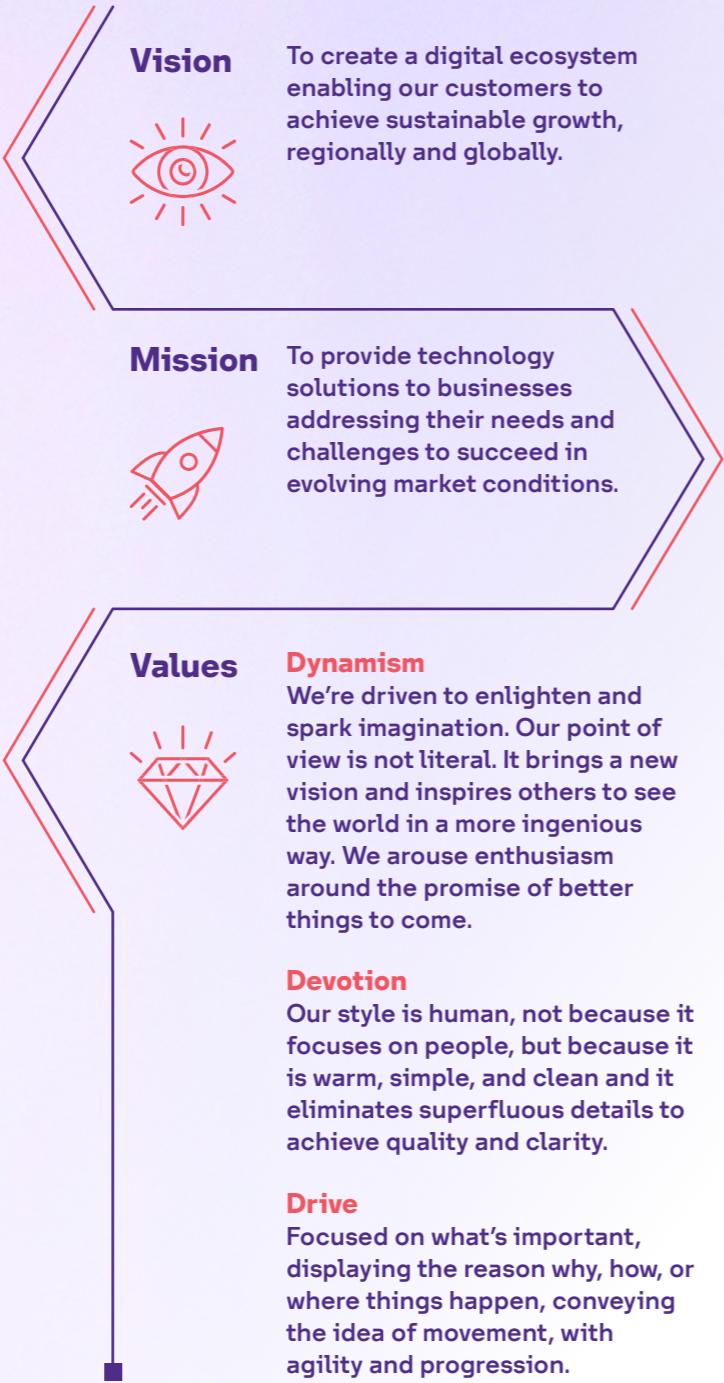 Vision
To create a digital ecosystem
enabling our customers to
achieve sustainable growth,
regionally and globally.
Mission
To provide technology
solutions to businesses
addressing their needs and
challenges to succeed in
evolving market conditions.
Values
Dynamism
We’re driven to enlighten and
spark imagination. Our point of
view is not literal. It brings a new
vision and inspires others to see
the world in a more ingenious
way. We arouse enthusiasm
around the promise of better
things to come.
Devotion
Our style is human, not because it
focuses on people, but because it
is warm, simple, and clean and it
eliminates superfluous details to
achieve quality and clarity.
Drive
Focused on what’s important,
displaying the reason why, how, or
where things happen, conveying
the idea of movement, with
agility and progression.